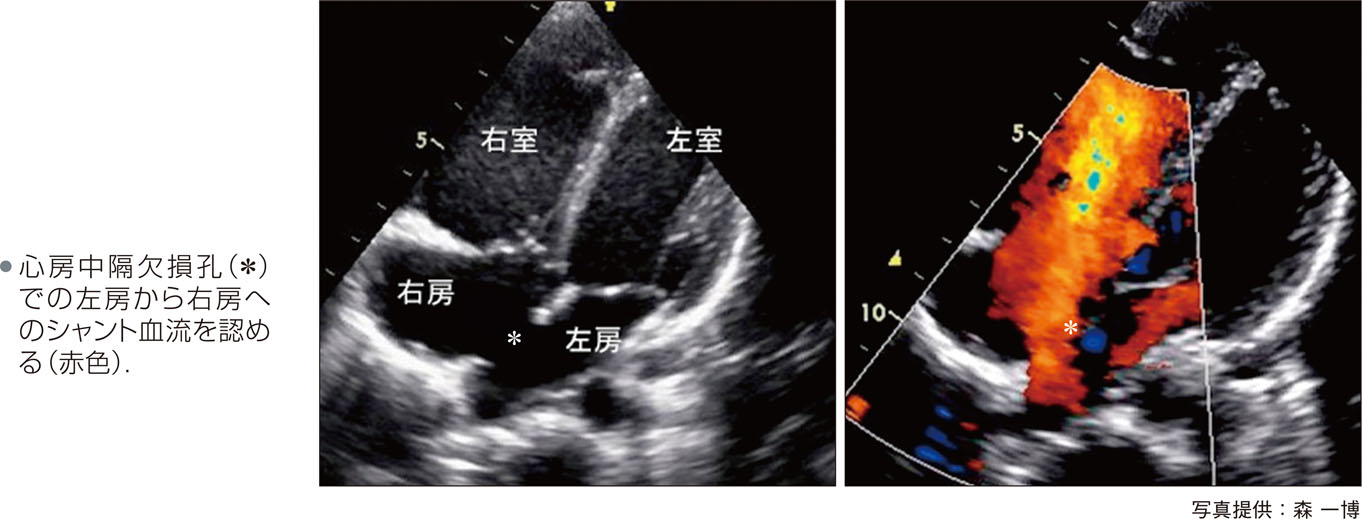 ●心房中隔欠損孔(*)
での左房から右房へ
のシャント血流を認め
る(赤色).
右室
左室
5
右房
*
左房
5
10
*
写真提供:森 一博